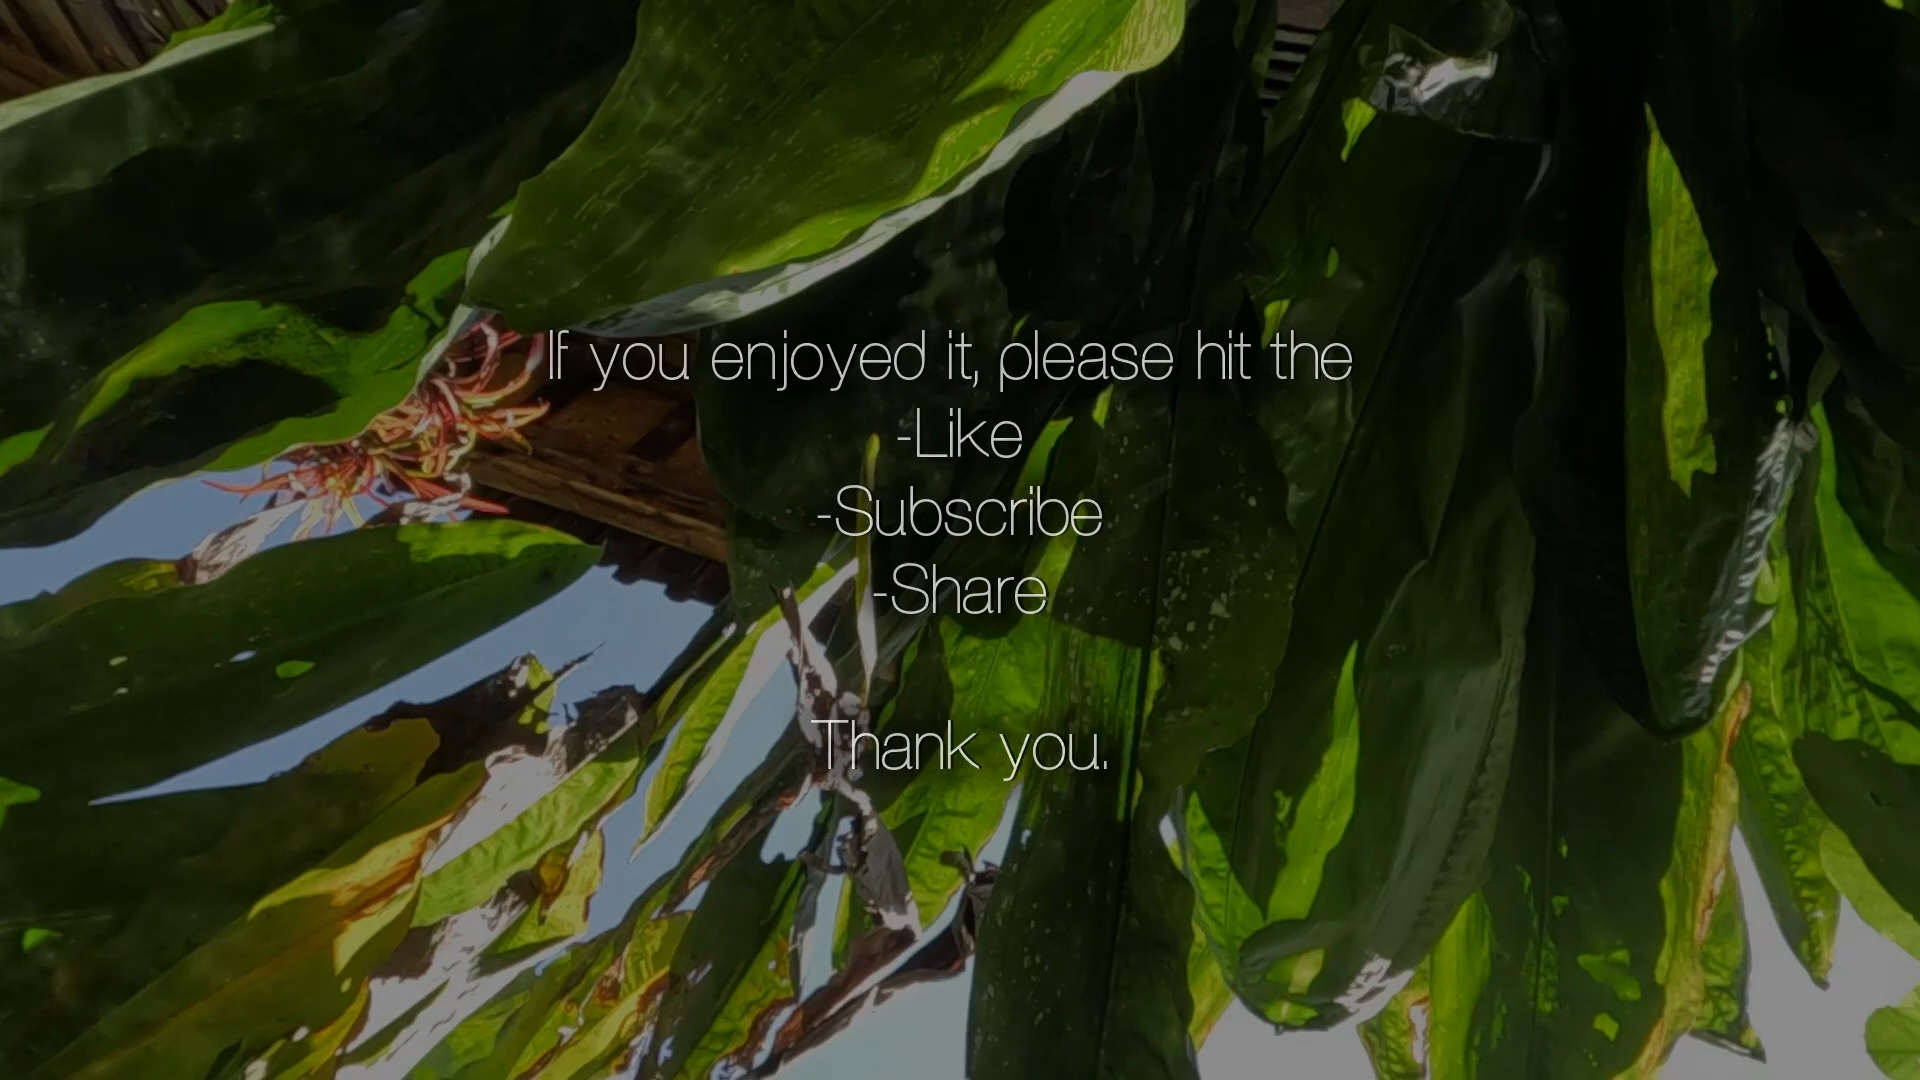 If you enjoyed it, please hit the
-Like
-Subscribe
-Share
Thank you.